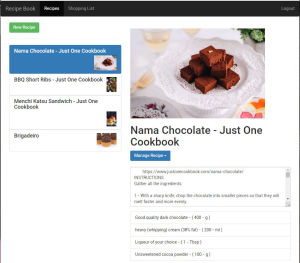 Recipe Book Recipes Shopping List Logout
New Recipe
Nama Chocolate - Just One Cookbook
BBQ Short Ribs - Just One Cookbook
Menchi Katsu Sandwich - Just One
Cookbook
Brigadeiro
Nama Chocolate - Just One
Cookbook
Manage Recipe
https://www.justonecookbook.com/nama-chocolate/
INSTRUCTIONS
Gather all the ingredients.
1 - With a sharp knife, chop the chocolate into smaller pieces so that they
will melt faster and more evenly.
Good quality dark chocolate - ( 400 - g )
heavy (whipping) cream (38% fat) - ( 200 - ml )
Liqueur of your choice - ( 1 - Tbsp )
Unsweetened cocoa powder - ( 100 - g )